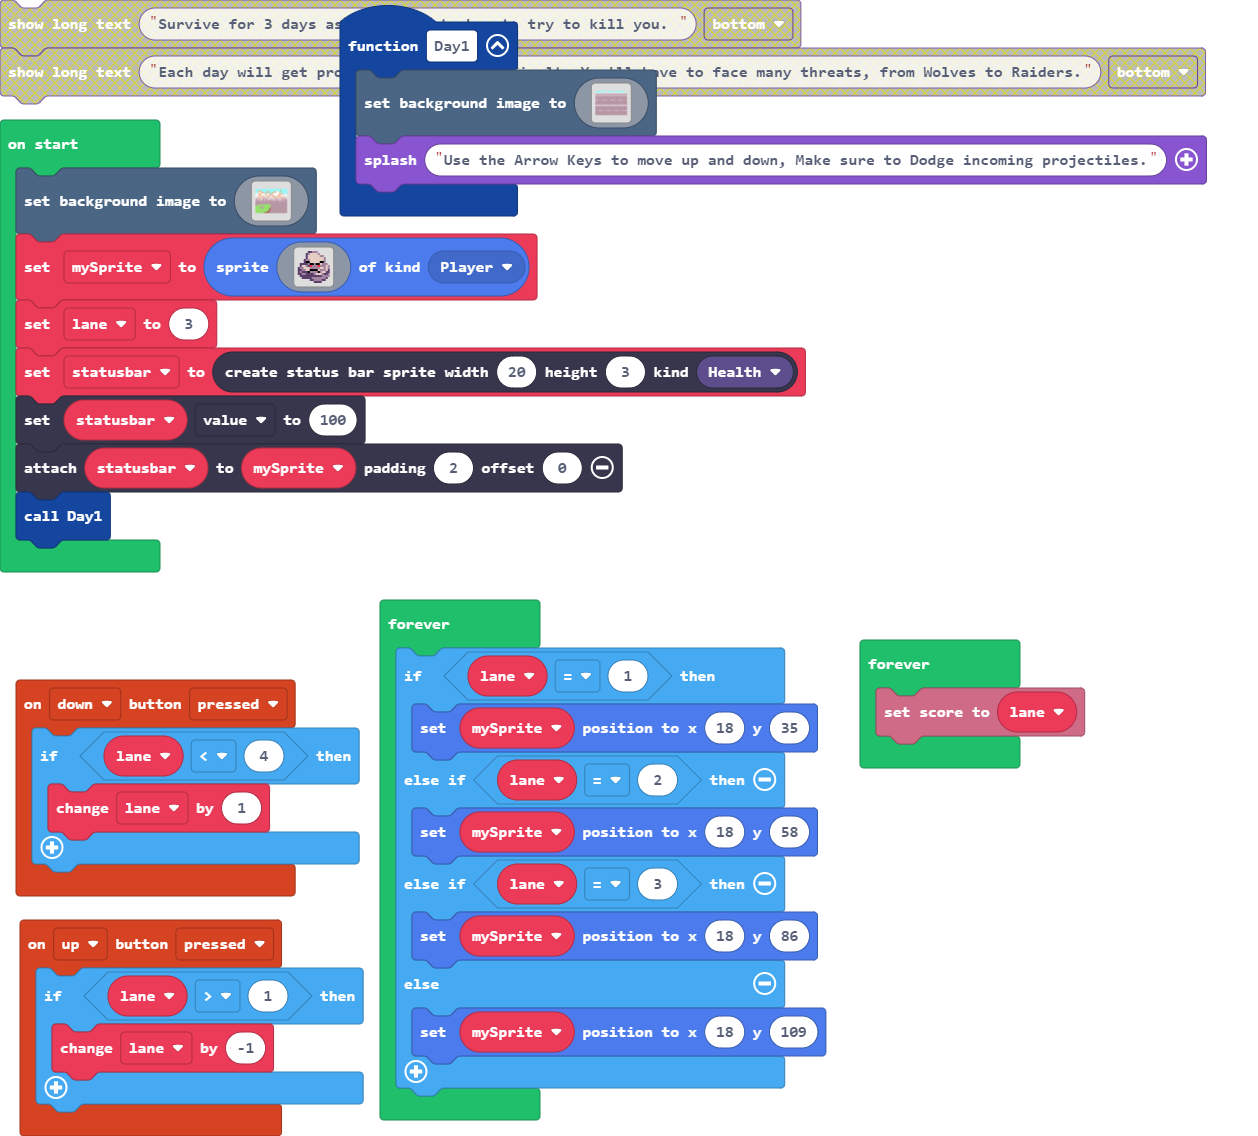 show long text "Survive for 3 days as try to kill you. " bottom
show long text "Each day will get pro have to face many threats, from Wolves to Raiders." bottom
function Day1
set background image to
splash "Use the Arrow Keys to move up and down, Make sure to Dodge incoming projectiles."
on start
set background image to
set mySprite to sprite of kind Player
set lane to 3
set statusbar to create status bar sprite width 20 height 3 kind Health
set statusbar value to 100
attach statusbar to mySprite padding 2 offset 0
call Day1
on down button pressed
if lane < 4 then
change lane by 1
on up button pressed
if lane > 1 then
change lane by -1
forever
if lane = 1 then
set mySprite position to x 18 y 35
else if lane = 2 then
set mySprite position to x 18 y 58
else if lane = 3 then
set mySprite position to x 18 y 86
else
set mySprite position to x 18 y 109
forever
set score to lane